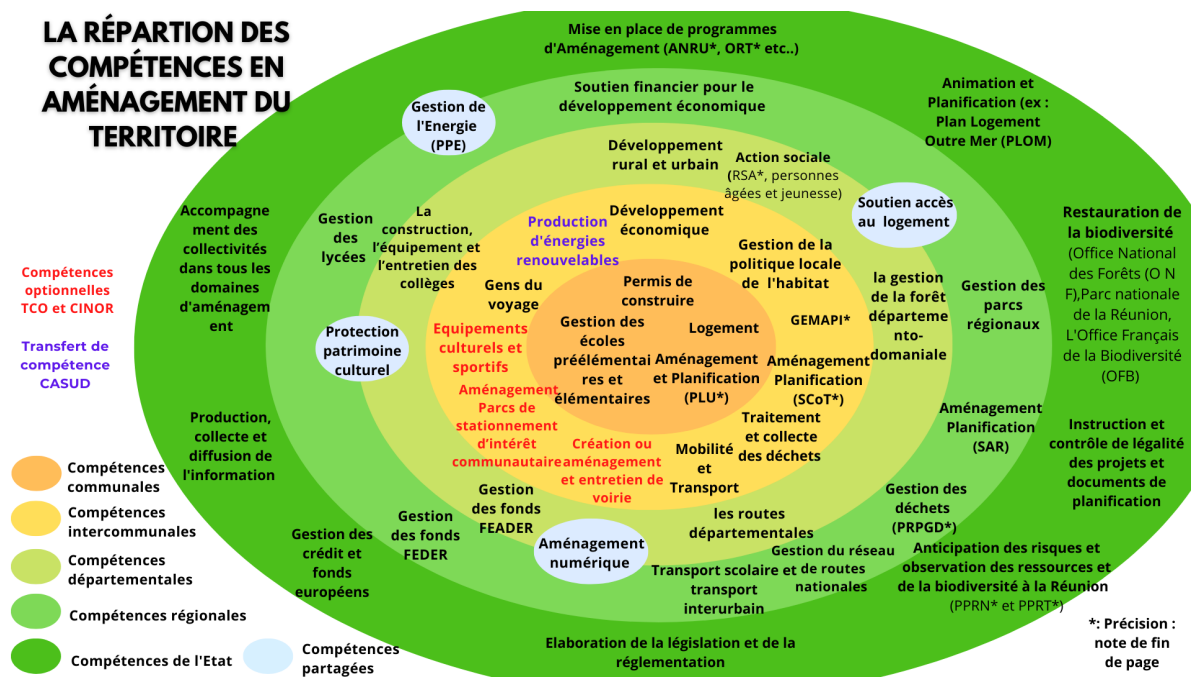 LA RÉPARTION DES
COMPÉTENCES EN
AMÉNAGEMENT DU
TERRITOIRE
Mise en place de programmes
d'Aménagement (ANRU*, ORT* etc..)
Soutien financier pour le
développement économique
Animation et
Planification (ex :
Plan Logement
Outre Mer (PLOM)
Gestion de
l'Energie
(PPE)
Développement
rural et urbain
Action sociale
(RSA*, personnes
âgées et jeunesse)
Soutien accès
au logement
Accompagne
ment des
collectivités
dans tous les
domaines
d'aménagem
ent
Gestion
des
lycées
La
construction,
l’équipement et
l’entretien des
collèges
Production
d'énergies
renouvelables
Développement
économique
Gestion de la
politique locale
de l'habitat
Restauration de
la biodiversité
(Office National
des Forêts (O N
F),Parc nationale
de la Réunion,
L'Office Français
de la Biodiversité
(OFB)
Compétences
optionnelles
TCO et CINOR
Transfert de
compétence
CASUD
Gens du
voyage
Permis de
construire
la gestion
de la forêt
départeme
nto-
domaniale
Gestion des
parcs
régionaux
Protection
patrimoine
culturel
Equipements
culturels et
sportifs
Gestion des
écoles
préélémentai
res et
élémentaires
Logement
GEMAPI*
Aménagement
et Planification
(PLU*)
Aménagement
Planification
(SCoT*)
Aménagement
Parcs de
stationnement
d’intérêt
communautaire
Création ou
aménagement
et entretien de
voirie
Mobilité
et
Transport
Traitement
et collecte
des déchets
Aménagement
Planification
(SAR)
Instruction et
contrôle de légalité
des projets et
documents de
planification
Production,
collecte et
diffusion de
l'information
Gestion
des fonds
FEADER
Gestion
des fonds
FEDER
Gestion des
crédit et
fonds
européens
Aménagement
numérique
les routes
départementales
Gestion des
déchets
(PRPGD*)
Gestion du réseau
de routes
nationales
Transport scolaire et
transport
interurbain
Anticipation des risques et
observation des ressources et
de la biodiversité à la Réunion
(PPRN* et PPRT*)
Elaboration de la législation et de la
réglementation
Compétences
communales
Compétences
intercommunales
Compétences
départementales
Compétences régionales
Compétences de l'Etat
Compétences
partagées
*: Précision :
note de fin
de page